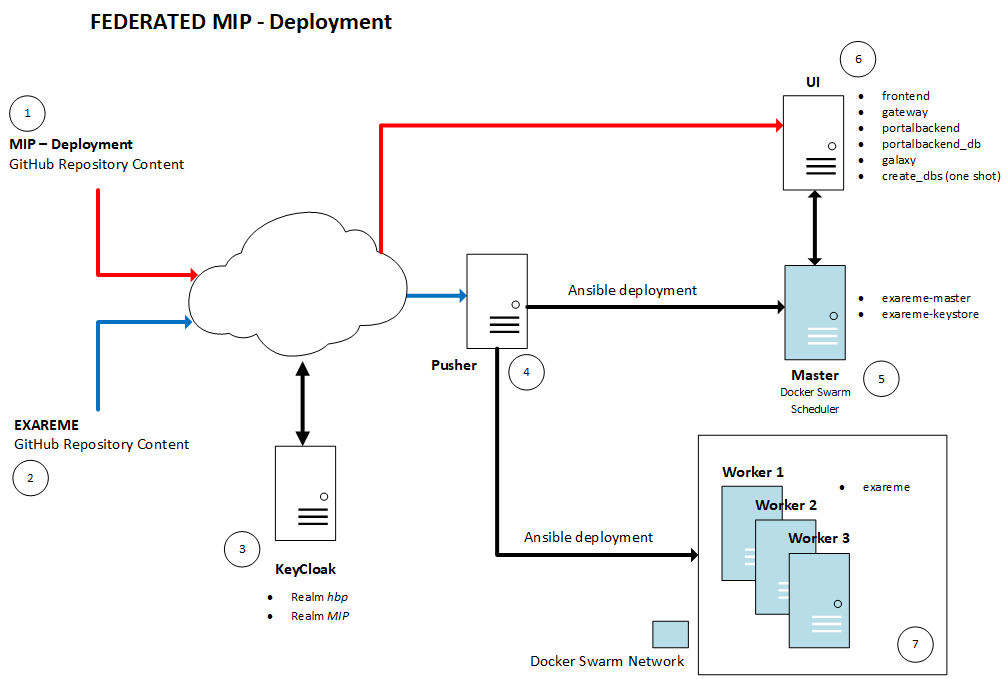 FEDERATED MIP - Deployment
1
MIP – Deployment
GitHub Repository Content
6
UI
frontend
gateway
portalbackend
portalbackend_db
galaxy
create_dbs (one shot)
Ansible deployment
exareme-master
exareme-keystore
Pusher
4
Master
Docker Swarm
Scheduler
5
EXAREME
GitHub Repository Content
2
3
KeyCloak
Realm hbp
Realm MIP
Ansible deployment
Worker 1
exareme
Worker 2
Worker 3
7
Docker Swarm Network